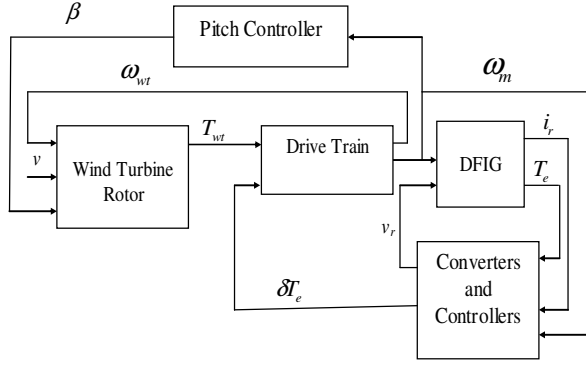 β
Pitch Controller
ω_wt
ω_m
T_wt
i_r
v
Wind Turbine
Rotor
Drive Train
DFIG
T_e
v_r
Converters
and
Controllers
δT_e